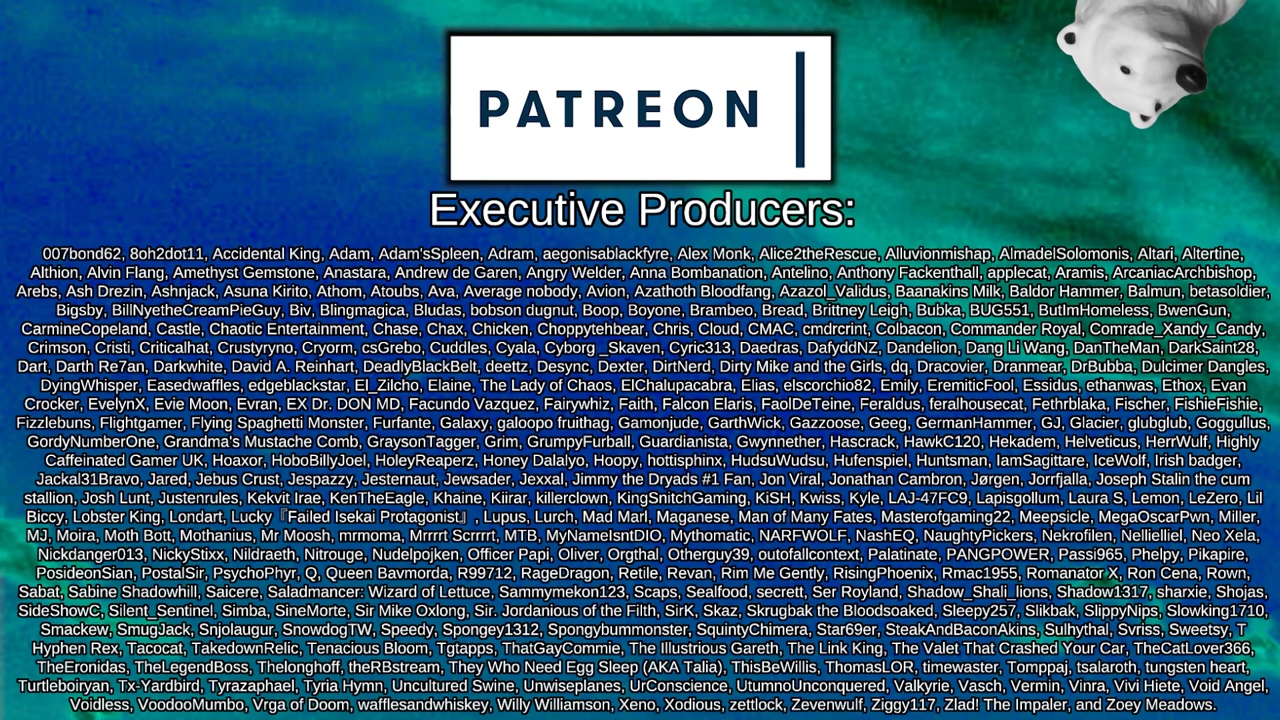 PATREON
Executive Producers:
007bond62, 8oh2dot11, Accidental King, Adam, Adam'sSpleen, Adram, aegonisablackfyre, Alex Monk, Alice2theRescue, Alluvionmishap, AlmadelSolomonis, Altari, Altertine,
Althion, Alvin Flang, Amethyst Gemstone, Anastara, Andrew de Garen, Angry Welder, Anna Bombanation, Antelino, Anthony Fackenthall, applecat, Aramis, ArcaniacArchbishop,
Arebs, Ash Drezin, Ashnjack, Asuna Kirito, Athom, Atoubs, Ava, Average nobody, Avion, Azathoth Bloodfang, Azazol_Validus, Baanakins Milk, Baldor Hammer, Balmun, betasoldier,
Bigsby, BillNyetheCreamPieGuy, Biv, Blingmagica, Bludas, bobson dugnut, Boop, Boyone, Brambeo, Bread, Brittney Leigh, Bubka, BUG551, ButImHomeless, BwenGun,
CarmineCopeland, Castle, Chaotic Entertainment, Chase, Chax, Chicken, Choppytehbear, Chris, Cloud, CMAC, cmdrcrint, Colbacon, Commander Royal, Comrade_Xandy_Candy,
Crimson, Cristi, Criticalhat, Crustyryno, Cryorm, csGrebo, Cuddles, Cyala, Cyborg _Skaven, Cyric313, Daedras, DafyddNZ, Dandelion, Dang Li Wang, DanTheMan, DarkSaint28,
Dart, Darth Re7an, Darkwhite, David A. Reinhart, DeadlyBlackBelt, deettz, Desync, Dexter, DirtNerd, Dirty Mike and the Girls, dq, Dracovier, Dranmear, DrBubba, Dulcimer Dangles,
DyingWhisper, Easedwaffles, edgeblackstar, El_Zilcho, Elaine, The Lady of Chaos, ElChalupacabra, Elias, elscorchio82, Emily, EremiticFool, Essidus, ethanwas, Ethox, Evan
Crocker, EvelynX, Evie Moon, Evran, EX Dr. DON MD, Facundo Vazquez, Fairywhiz, Faith, Falcon Elaris, FaolDeTeine, Feraldus, feralhousecat, Fethrblaka, Fischer, FishieFishie,
Fizzlebuns, Flightgamer, Flying Spaghetti Monster, Furfante, Galaxy, galoopo fruithag, Gamonjude, GarthWick, Gazzoose, Geeg, GermanHammer, GJ, Glacier, glubglub, Goggullus,
GordyNumberOne, Grandma's Mustache Comb, GraysonTagger, Grim, GrumpyFurball, Guardianista, Gwynnether, Hascrack, HawkC120, Hekadem, Helveticus, HerrWulf, Highly
Caffeinated Gamer UK, Hoaxor, HoboBillyJoel, HoleyReaperz, Honey Dalalyo, Hoopy, hottisphinx, HudsuWudsu, Hufenspiel, Huntsman, IamSagittare, IceWolf, Irish badger,
Jackal31Bravo, Jared, Jebus Crust, Jespazzy, Jesternaut, Jewsader, Jexxal, Jimmy the Dryads #1 Fan, Jon Viral, Jonathan Cambron, Jørgen, Jorrfjalla, Joseph Stalin the cum
stallion, Josh Lunt, Justenrules, Kekvit Irae, KenTheEagle, Khaine, Kiirar, killerclown, KingSnitchGaming, KiSH, Kwiss, Kyle, LAJ-47FC9, Lapisgollum, Laura S, Lemon, LeZero, Lil
Biccy, Lobster King, Londart, Lucky『Failed Isekai Protagonist』, Lupus, Lurch, Mad Marl, Maganese, Man of Many Fates, Masterofgaming22, Meepsicle, MegaOscarPwn, Miller,
MJ, Moira, Moth Bott, Mothanius, Mr Moosh, mrmoma, Mrrrrt Scrrrrt, MTB, MyNameIsntDIO, Mythomatic, NARFWOLF, NashEQ, NaughtyPickers, Nekrofilen, Nellielliel, Neo Xela,
Nickdanger013, NickyStixx, Nildraeth, Nitrouge, Nudelpojken, Officer Papi, Oliver, Orgthal, Otherguy39, outofallcontext, Palatinate, PANGPOWER, Passi965, Phelpy, Pikapire,
PosideonSian, PostalSir, PsychoPhyr, Q, Queen Bavmorda, R99712, RageDragon, Retile, Revan, Rim Me Gently, RisingPhoenix, Rmac1955, Romanator X, Ron Cena, Rown,
Sabat, Sabine Shadowhill, Saicere, Saladmancer: Wizard of Lettuce, Sammymekon123, Scaps, Sealfood, secrett, Ser Royland, Shadow_Shali_lions, Shadow1317, sharxie, Shojas,
SideShowC, Silent_Sentinel, Simba, SineMorte, Sir Mike Oxlong, Sir. Jordanious of the Filth, SirK, Skaz, Skrugbak the Bloodsoaked, Sleepy257, Slikbak, SlippyNips, Slowking1710,
Smackew, SmugJack, Snjolaugur, SnowdogTW, Speedy, Spongey1312, Spongybummonster, SquintyChimera, Star69er, SteakAndBaconAkins, Sulhythal, Svriss, Sweetsy, T
Hyphen Rex, Tacocat, TakedownRelic, Tenacious Bloom, Tgtapps, ThatGayCommie, The Illustrious Gareth, The Link King, The Valet That Crashed Your Car, TheCatLover366,
TheEronidas, TheLegendBoss, Thelonghoff, theRBstream, They Who Need Egg Sleep (AKA Talia), ThisBeWillis, ThomasLOR, timewaster, Tomppaj, tsalaroth, tungsten heart,
Turtleboiryan, Tx-Yardbird, Tyrazaphael, Tyria Hymn, Uncultured Swine, Unwiseplanes, UrConscience, UtumnoUnconquered, Valkyrie, Vasch, Vermin, Vinra, Vivi Hiete, Void Angel,
Voidless, VoodooMumbo, Vrga of Doom, wafflesandwhiskey, Willy Williamson, Xeno, Xodious, zettlock, Zevenwulf, Ziggy117, Zlad! The Impaler, and Zoey Meadows.